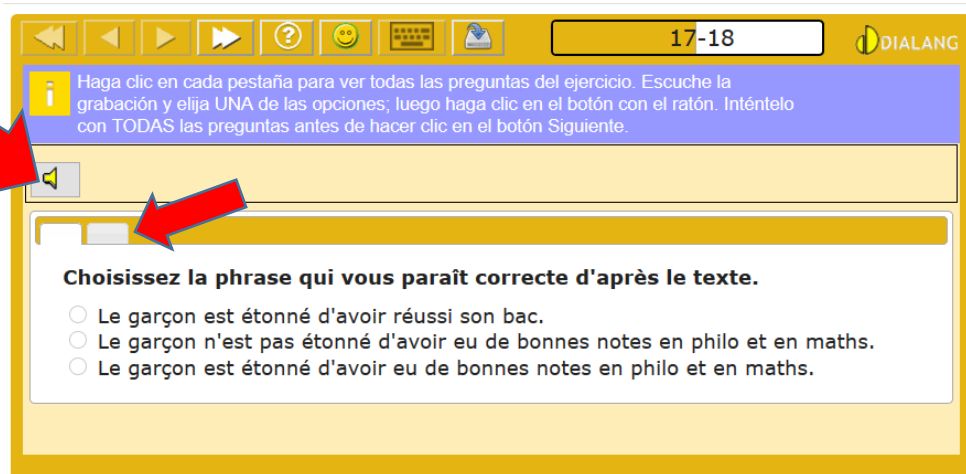 ?
17-18
DIALANG
i
Haga clic en cada pestaña para ver todas las preguntas del ejercicio. Escuche la
grabación y elija UNA de las opciones; luego haga clic en el botón con el ratón. Inténtelo
con TODAS las preguntas antes de hacer clic en el botón Siguiente.
Choisissez la phrase qui vous paraît correcte d'après le texte.
Le garçon est étonné d'avoir réussi son bac.
Le garçon n'est pas étonné d'avoir eu de bonnes notes en philo et en maths.
Le garçon est étonné d'avoir eu de bonnes notes en philo et en maths.